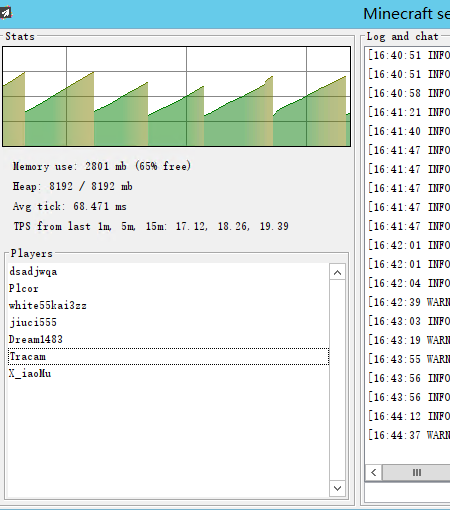 Minecraft se
Stats
Memory use: 2801 mb (65% free)
Heap: 8192 / 8192 mb
Avg tick: 68.471 ms
TPS from last 1m, 5m, 15m: 17.12, 18.26, 19.39
Players
dsadjwqa
Plcor
white55kai3zz
jiuci555
Dream1483
Tracam
X_iaoMu
Log and chat
[16:40:51 INFO
[16:40:51 INFO
[16:40:58 INFO
[16:41:21 INFO
[16:41:40 INFO
[16:41:47 INFO
[16:41:47 INFO
[16:41:47 INFO
[16:41:47 INFO
[16:41:47 INFO
[16:42:01 INFO
[16:42:01 INFO
[16:42:04 INFO
[16:42:39 WARN
[16:43:03 INFO
[16:43:19 WARN
[16:43:55 WARN
[16:43:56 INFO
[16:43:56 INFO
[16:44:12 INFO
[16:44:37 WARN